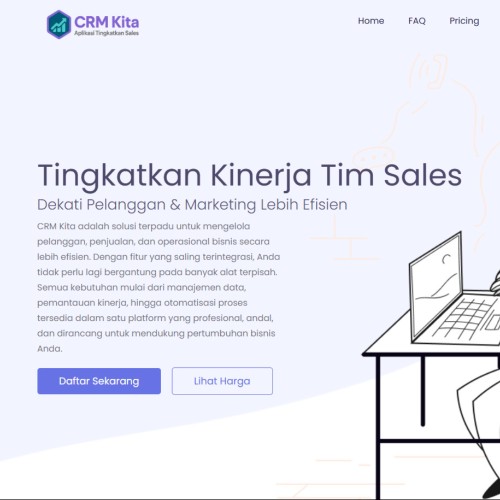 CRM Kita
Aplikasi Tingkatkan Sales
Home
FAQ
Pricing
Tingkatkan Kinerja Tim Sales
Dekati Pelanggan & Marketing Lebih Efisien
CRM Kita adalah solusi terpadu untuk mengelola
pelanggan, penjualan, dan operasional bisnis secara
lebih efisien. Dengan fitur yang saling terintegrasi, Anda
tidak perlu lagi bergantung pada banyak alat terpisah.
Semua kebutuhan mulai dari manajemen data,
pemantauan kinerja, hingga otomatisasi proses
tersedia dalam satu platform yang profesional, andal,
dan dirancang untuk mendukung pertumbuhan bisnis
Anda.
Daftar Sekarang
Lihat Harga